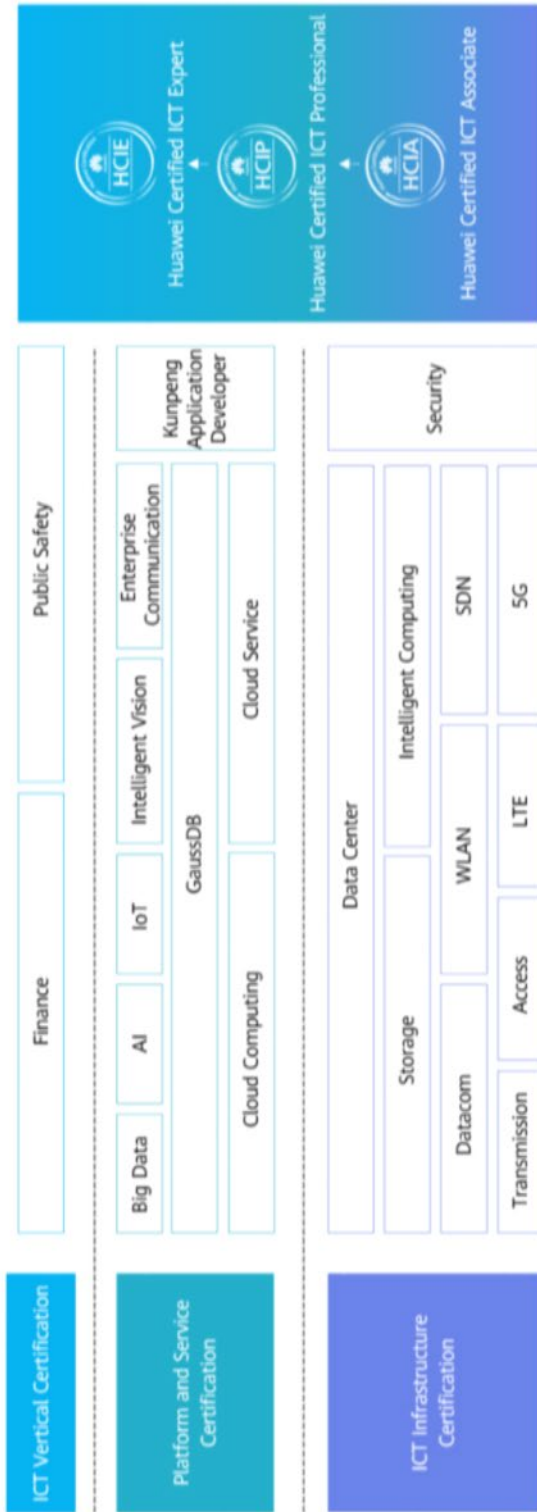 ICT Vertical Certification
Finance
Public Safety
Platform and Service
Certification
Big Data
AI
IoT
Intelligent Vision
Enterprise
Communication
Kunpeng
Application
Developer
GaussDB
Cloud Computing
Cloud Service
ICT Infrastructure
Certification
Data Center
Security
Storage
Intelligent Computing
Datacom
WLAN
SDN
Transmission
Access
LTE
5G
HCIE
Huawei Certified ICT Expert
HCIP
Huawei Certified ICT Professional
HCIA
Huawei Certified ICT Associate